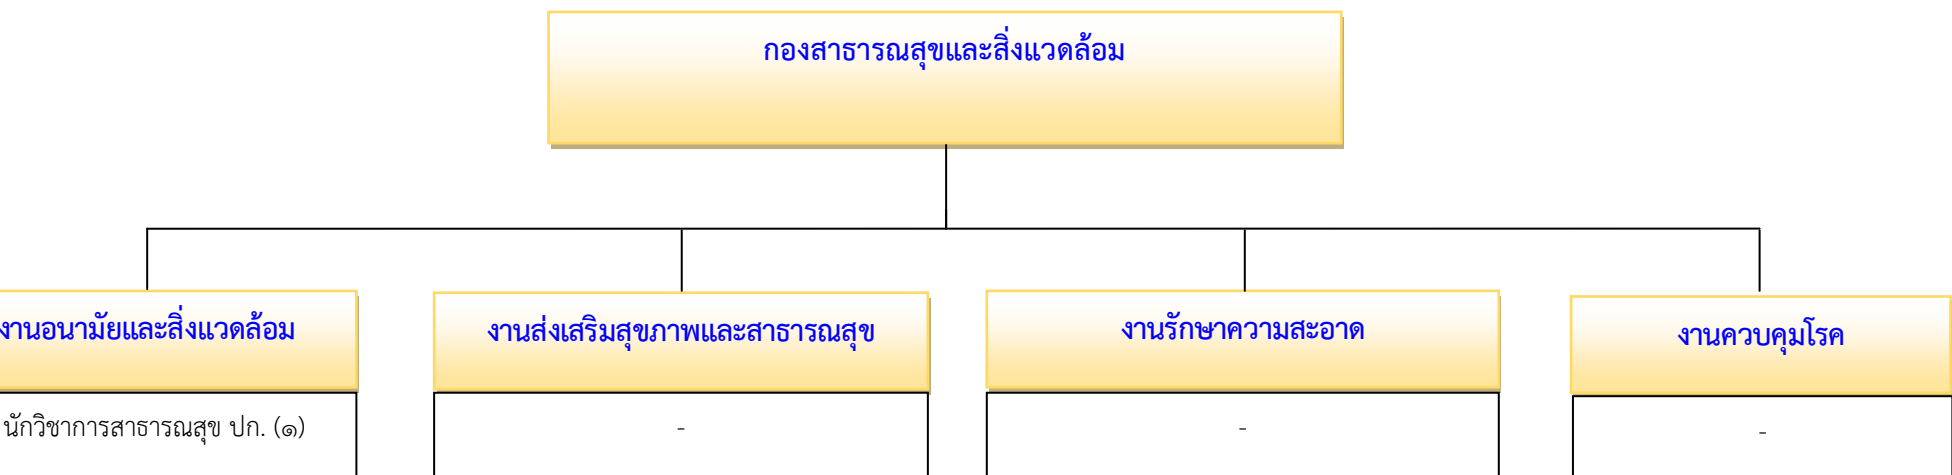 กองสาธารณสุขและสิ่งแวดล้อม
งานอนามัยและสิ่งแวดล้อม
งานส่งเสริมสุขภาพและสาธารณสุข
งานรักษาความสะอาด
งานควบคุมโรค
นักวิชาการสาธารณสุข ปก. (๑)
-
-
-